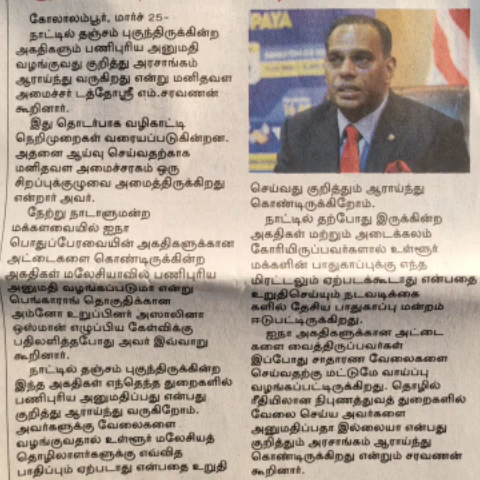 கோலாலம்பூர், மார்ச் 25-
நாட்டில் தஞ்சம் புகுந்திருக்கின்ற
அகதிகளும் பணிபுரிய அனுமதி
வழங்குவது குறித்து அரசாங்கம்
ஆராய்ந்து வருகிறது என்று மனிதவள
அமைச்சர் டத்தோஸ்ரீ எம்.சரவணன்
கூறினார்.
இது தொடர்பாக வழிகாட்டி
நெறிமுறைகள் வரையப்படுகின்றன.
அதனை ஆய்வு செய்வதற்காக
மனிதவள அமைச்சரகம் ஒரு
சிறப்புக்குழுவை அமைத்திருக்கிறது
என்றார் அவர்.
நேற்று நாடாளுமன்ற
மக்களவையில் ஐநா
பொதுப்பேரவையின் அகதிகளுக்கான
அட்டைகளை கொண்டிருக்கின்ற
அகதிகள் மலேசியாவில் பணிபுரிய
அனுமதி வழங்கப்படுமா என்று
பெங்காராங் தொகுதிக்கான
அம்னோ உறுப்பினர் அஸாலினா
ஒஸ்மான் எழுப்பிய கேள்விக்கு
பதிலளித்தபோது அவர் இவ்வாறு
கூறினார்.
நாட்டில் தஞ்சம் புகுந்திருக்கின்ற
இந்த அகதிகள் எந்தெந்த துறைகளில்
பணிபுரிய அனுமதிப்பது என்பது
குறித்து ஆராய்ந்து வருகிறோம்.
அவர்களுக்கு வேலைகளை
வழங்குவதால் உள்ளூர் மலேசியத்
தொழிலாளர்களுக்கு எவ்வித
பாதிப்பும் ஏற்படாது என்பதை உறுதி
PAYA
செய்வது குறித்தும் ஆராய்ந்து
கொண்டிருக்கிறோம்.
நாட்டில் தற்போது இருக்கின்ற
அகதிகள் மற்றும் அடைக்கலம்
கோரியிருப்பவர்களால் உள்ளூர்
மக்களின் பாதுகாப்புக்கு எந்த
மிரட்டலும் ஏற்படக்கூடாது என்பதை
உறுதிசெய்யும் நடவடிக்கை
களில் தேசிய பாதுகாப்பு மன்றம்
ஈடுபட்டிருக்கிறது.
ஐநா அகதிகளுக்கான அட்டை
களை வைத்திருப்பவர்கள்
இப்போது சாதாரண வேலைகளை
செய்வதற்கு மட்டுமே வாய்ப்பு
வழங்கப்பட்டிருக்கிறது. தொழில்
ரீதியிலான நிபுணத்துவத் துறைகளில்
வேலை செய்ய அவர்களை
அனுமதிப்பதா இல்லையா என்பது
குறித்தும் அரசாங்கம் ஆராய்ந்து
கொண்டிருக்கிறது என்றும் சரவணன்
கூறினார்.